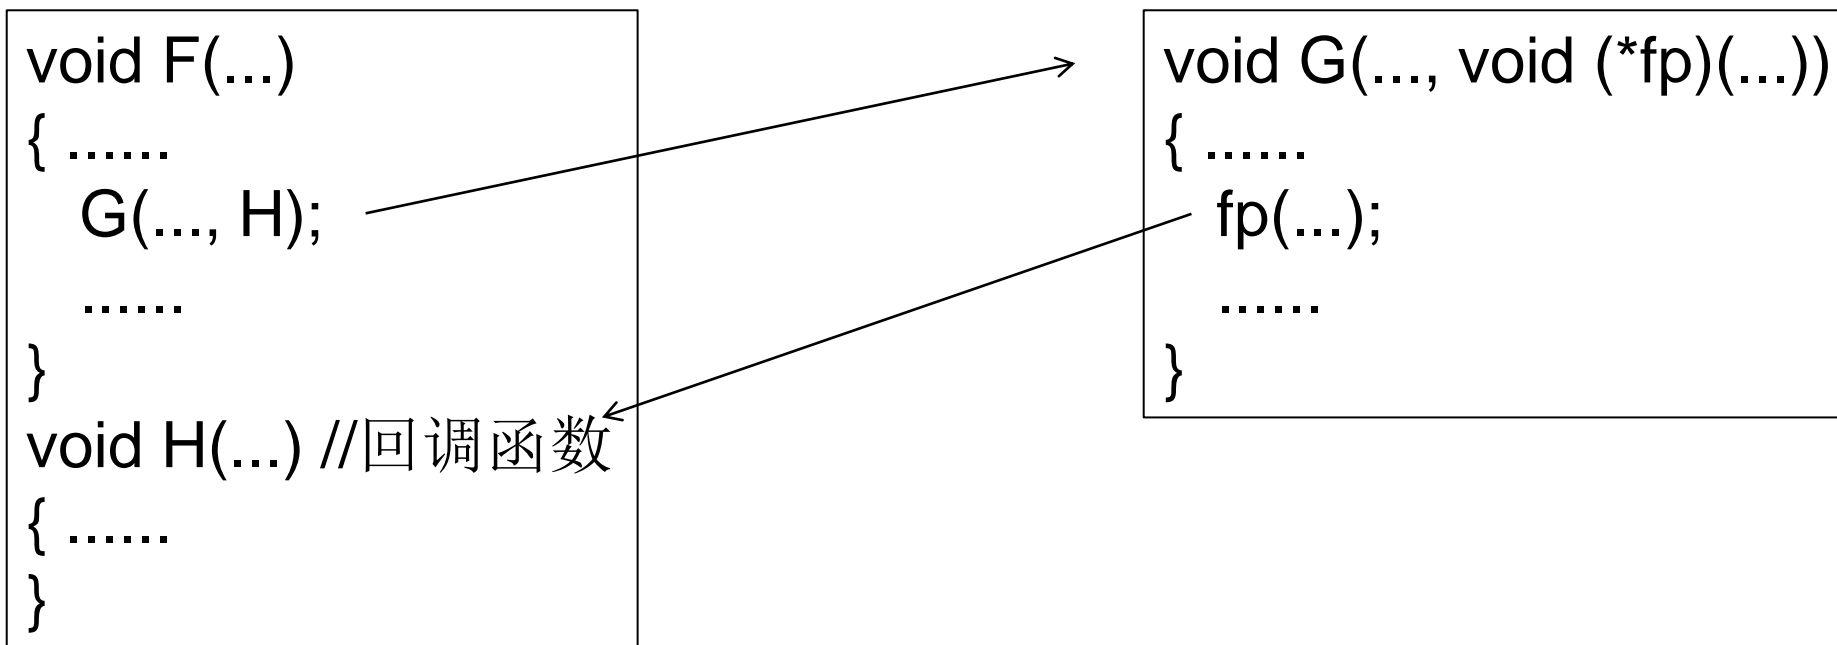 void F(...)
{ ......
G(..., H);
......
}
void H(...) //回调函数
{ ......
}
void G(..., void (*fp)(...))
{ ......
fp(...);
......
}